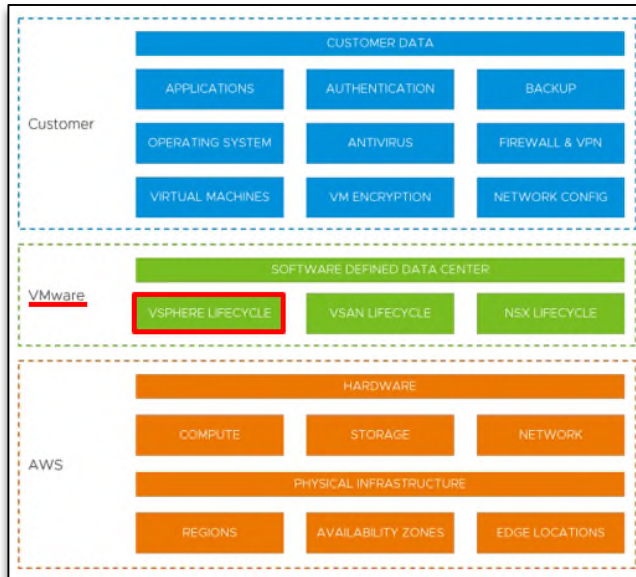 CUSTOMER DATA
Customer
APPLICATIONS AUTHENTICATION BACKUP
OPERATING SYSTEM ANTIVIRUS FIREWALL & VPN
VIRTUAL MACHINES VM ENCRYPTION NETWORK CONFIG
VMware
SOFTWARE DEFINED DATA CENTER
VSPHERE LIFECYCLE VSAN LIFECYCLE NSX LIFECYCLE
AWS
HARDWARE
COMPUTE STORAGE NETWORK
PHYSICAL INFRASTRUCTURE
REGIONS AVAILABILITY ZONES EDGE LOCATIONS